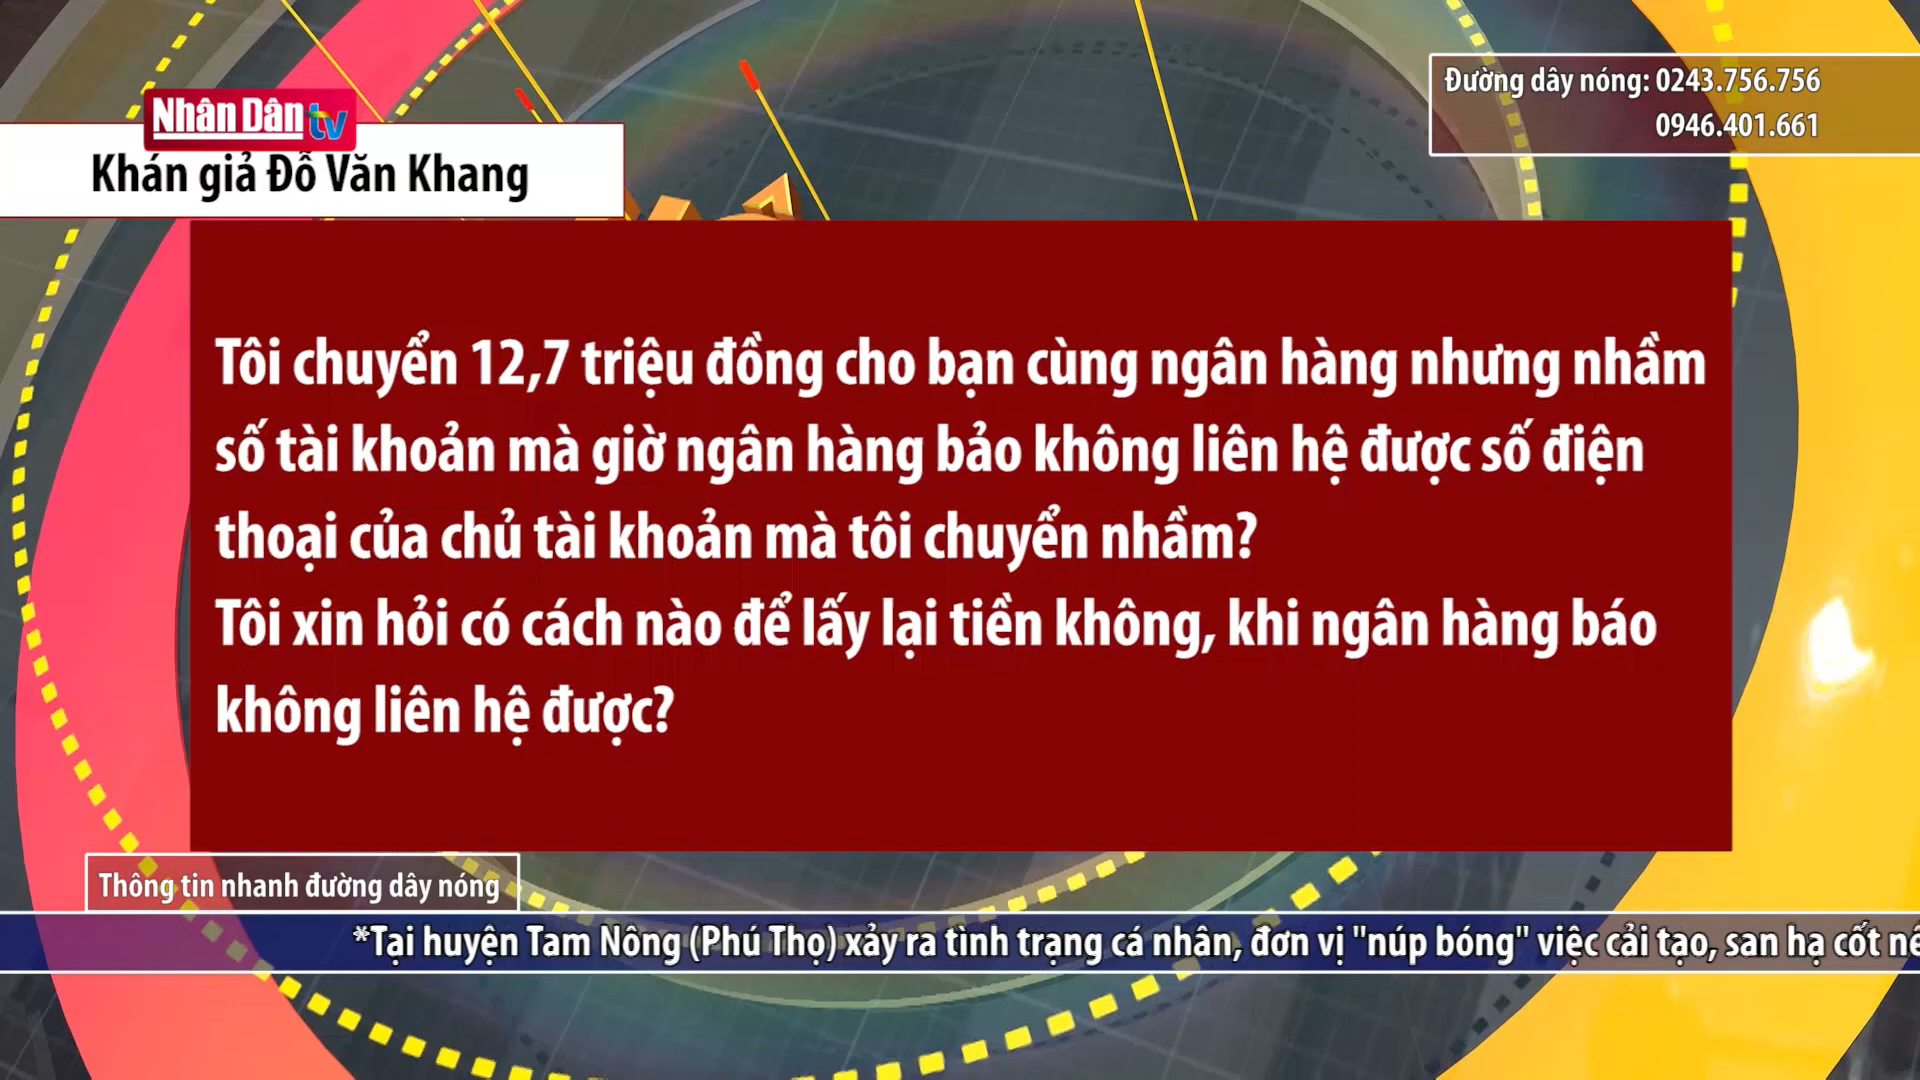 Đường dây nóng: 0243.756.756
0946.401.661
Nhân Dân tv
Khán giả Đỗ Văn Khang
Tôi chuyển 12,7 triệu đồng cho bạn cùng ngân hàng nhưng nhầm
số tài khoản mà giờ ngân hàng bảo không liên hệ được số điện
thoại của chủ tài khoản mà tôi chuyển nhầm?
Tôi xin hỏi có cách nào để lấy lại tiền không, khi ngân hàng báo
không liên hệ được?
Thông tin nhanh đường dây nóng
*Tại huyện Tam Nông (Phú Thọ) xảy ra tình trạng cá nhân, đơn vị "núp bóng" việc cải tạo, san hạ cốt